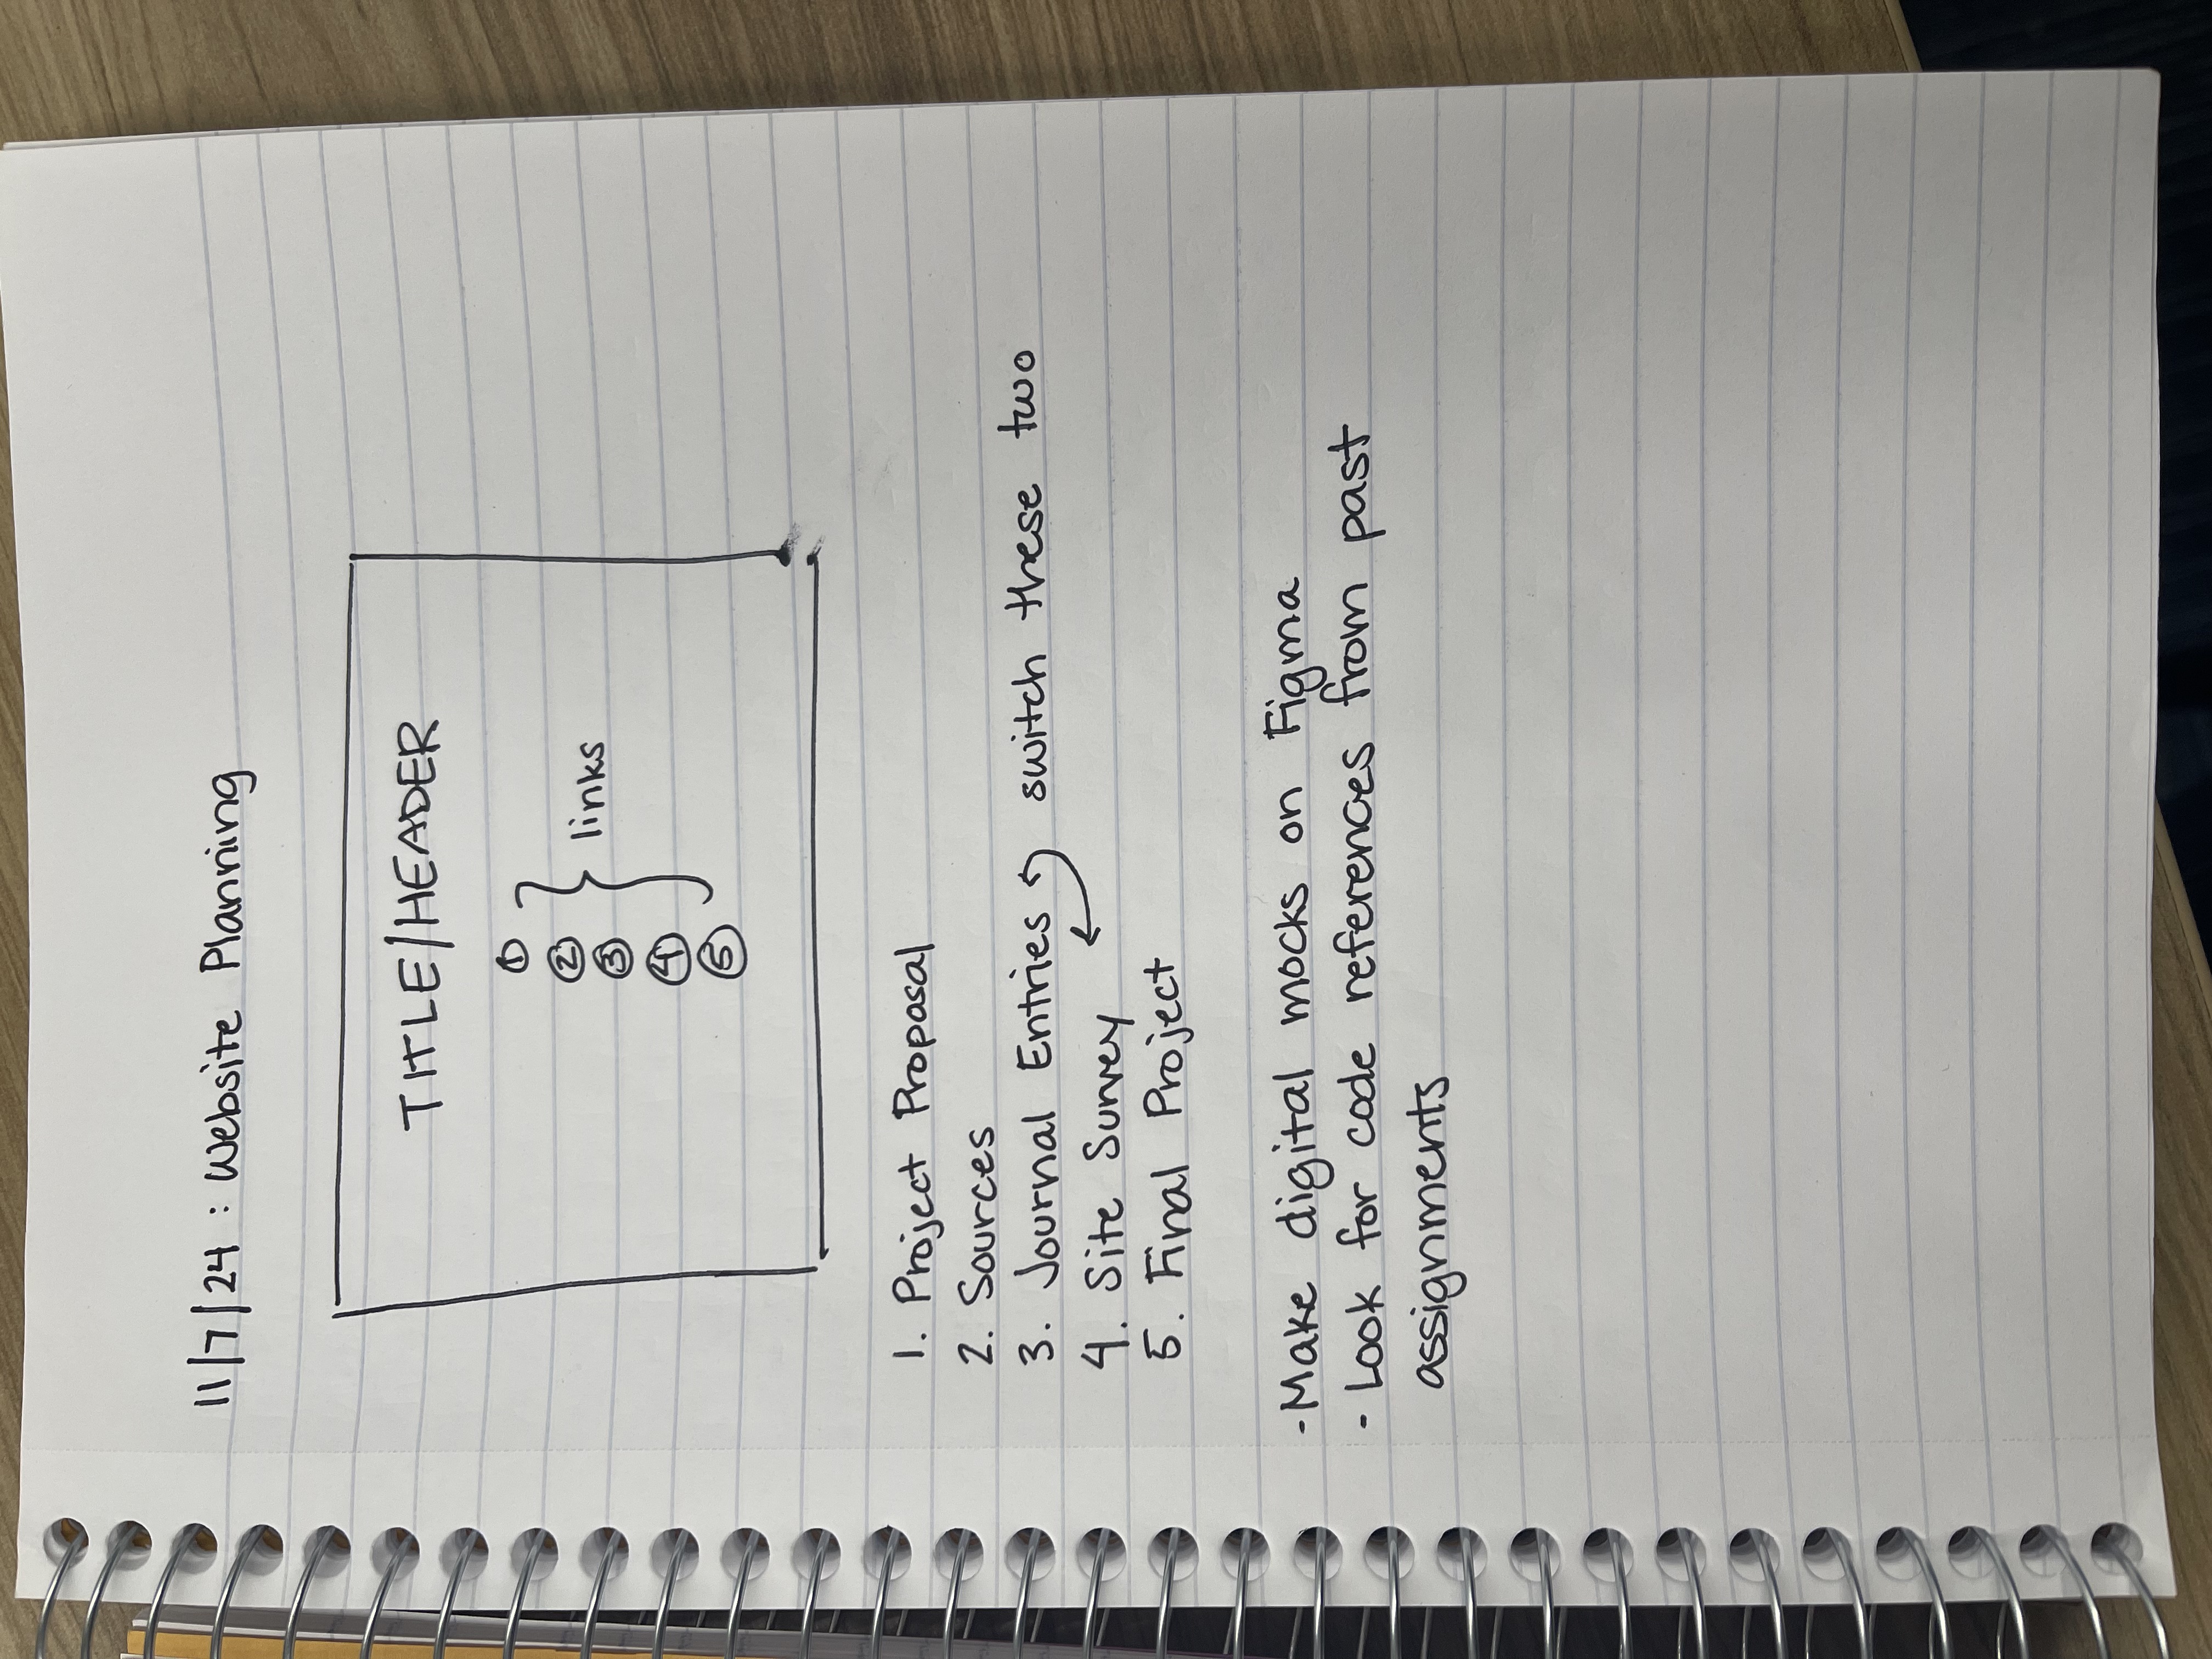 11/7/24 : Website Planning
TITLE/HEADER
1
2
3
4
5
links
1. Project Proposal
2. Sources
3. Journal Entries switch these two
4. Site Survey
5. Final Project
- Make digital mocks on Figma
- Look for code references from past
assignments